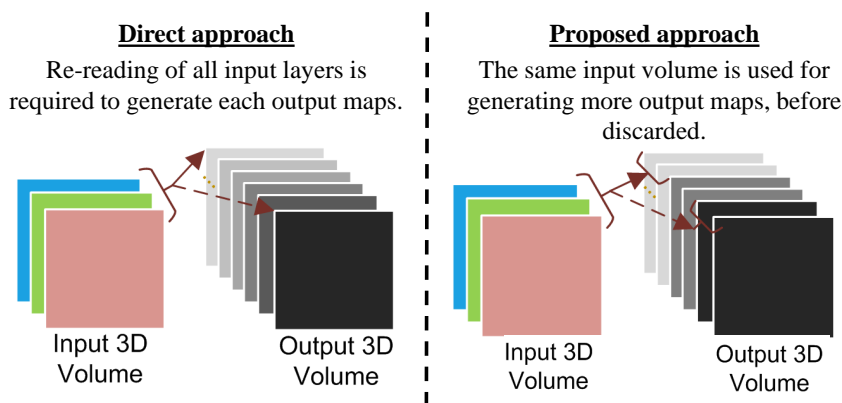 Direct approach
Re-reading of all input layers is
required to generate each output maps.
Input 3D
Volume
Output 3D
Volume
Proposed approach
The same input volume is used for
generating more output maps, before
discarded.
Input 3D
Volume
Output 3D
Volume